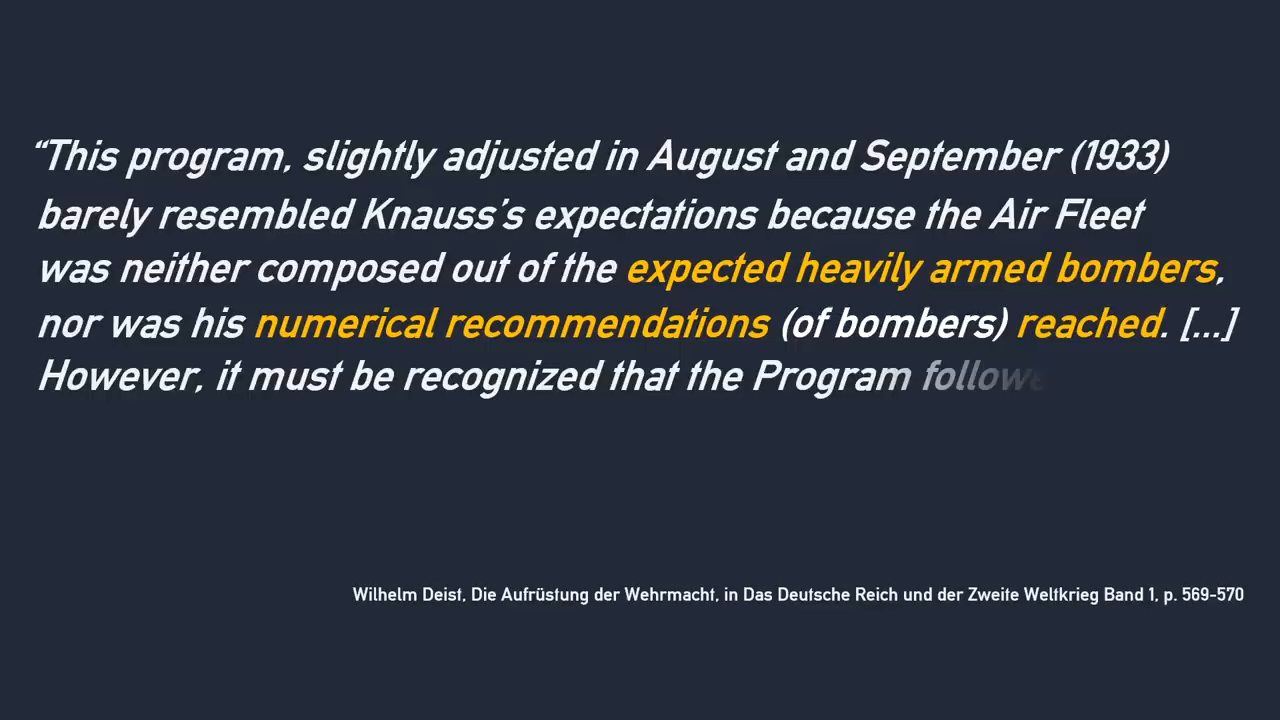 “This program, slightly adjusted in August and September (1933)
barely resembled Knauss’s expectations because the Air Fleet
was neither composed out of the expected heavily armed bombers,
nor was his numerical recommendations (of bombers) reached. [...]
However, it must be recognized that the Program followe
Wilhelm Deist, Die Aufrüstung der Wehrmacht, in Das Deutsche Reich und der Zweite Weltkrieg Band 1, p. 569-570